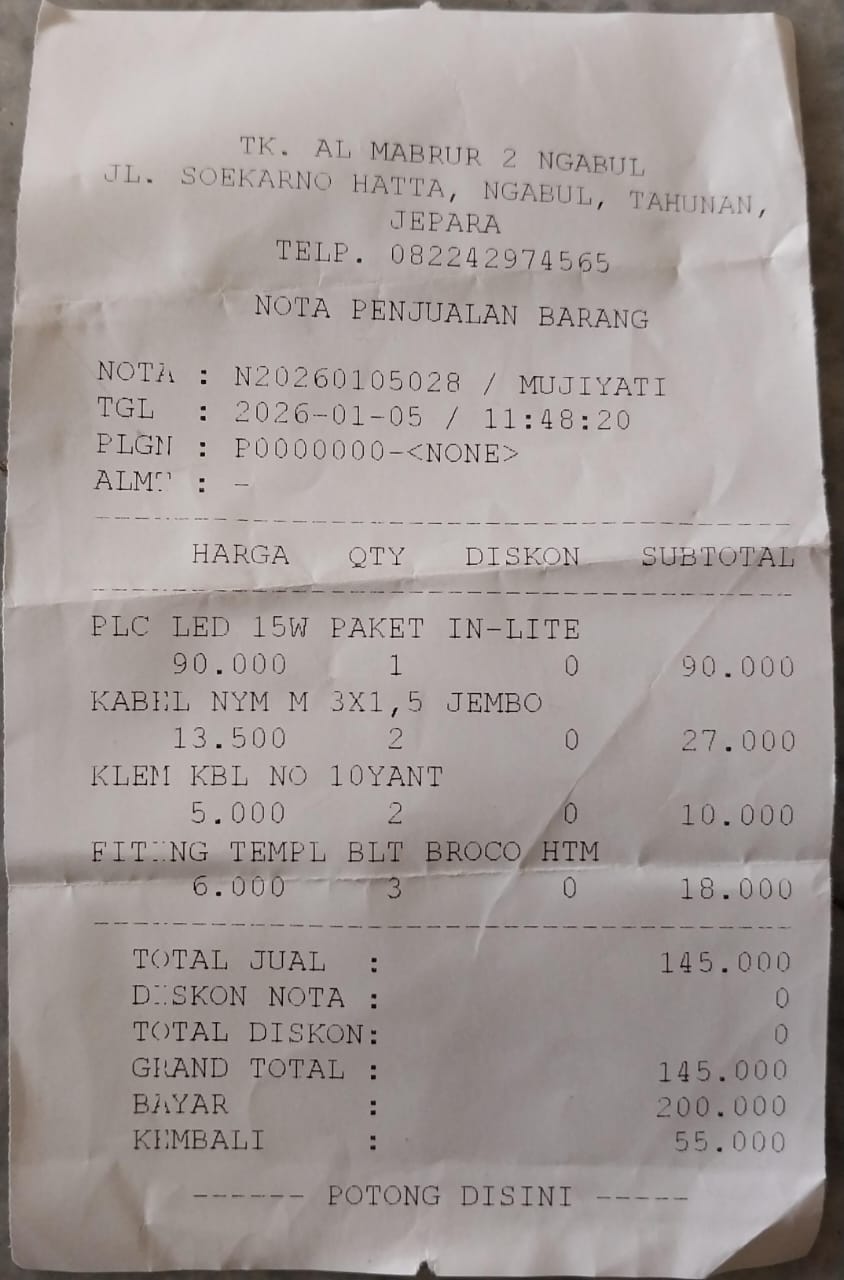 TK. AL MABRUR 2 NGABUL
JL. SOEKARNO HATTA, NGABUL, TAHUNAN,
JEPARA
TELP. 082242974565
NOTA PENJUALAN BARANG
NOTA : N20260105028 / MUJIYATI
TGL : 2026-01-05 / 11:48:20
PLGN : P0000000-<NONE>
ALMT : -
HARGA QTY DISKON SUBTOTAL
PLC LED 15W PAKET IN-LITE
90.000 1 0 90.000
KABEL NYM M 3X1,5 JEMBO
13.500 2 0 27.000
KLEM KBL NO 10YANT
5.000 2 0 10.000
FITING TEMPL BLT BROCO HTM
6.000 3 0 18.000
TOTAL JUAL : 145.000
DISKON NOTA : 0
TOTAL DISKON: 0
GRAND TOTAL : 145.000
BAYAR : 200.000
KEMBALI : 55.000
------ POTONG DISINI -----